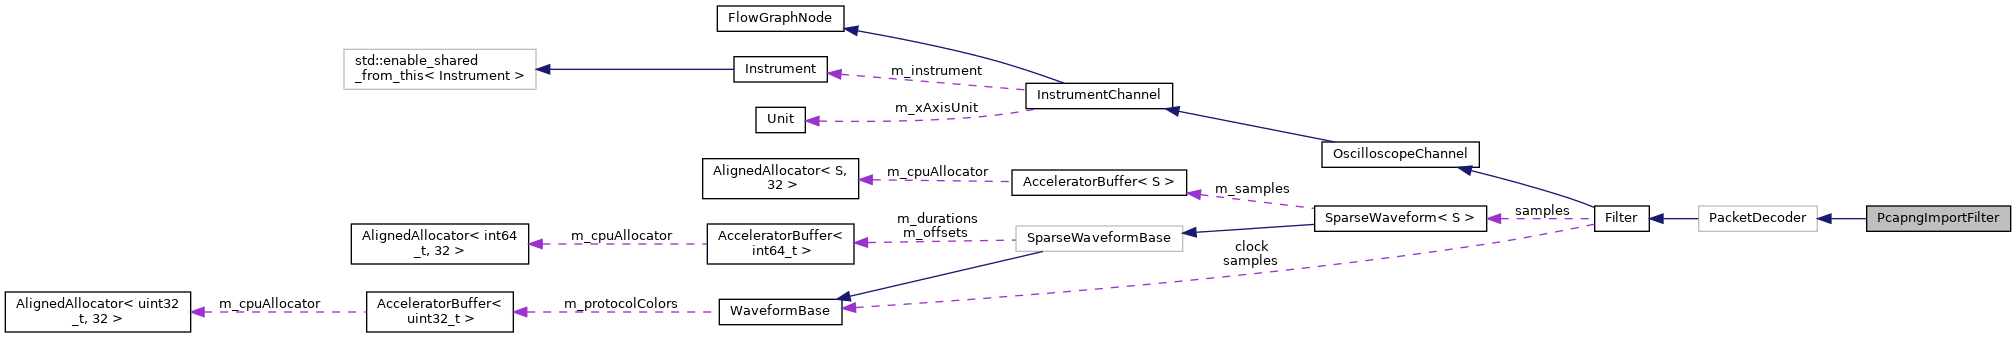 FlowGraphNode
std::enable_shared
_from_this< Instrument >
Instrument
m_instrument
InstrumentChannel
m_xAxisUnit
Unit
OscilloscopeChannel
AlignedAllocator< S,
32 >
m_cpuAllocator
AcceleratorBuffer< S >
m_samples
SparseWaveform< S >
samples
Filter
PacketDecoder
PcapngImportFilter
AlignedAllocator< int64
_t, 32 >
m_cpuAllocator
AcceleratorBuffer<
int64_t >
m_durations
m_offsets
SparseWaveformBase
clock
samples
AlignedAllocator< uint32
_t, 32 >
m_cpuAllocator
AcceleratorBuffer<
uint32_t >
m_protocolColors
WaveformBase